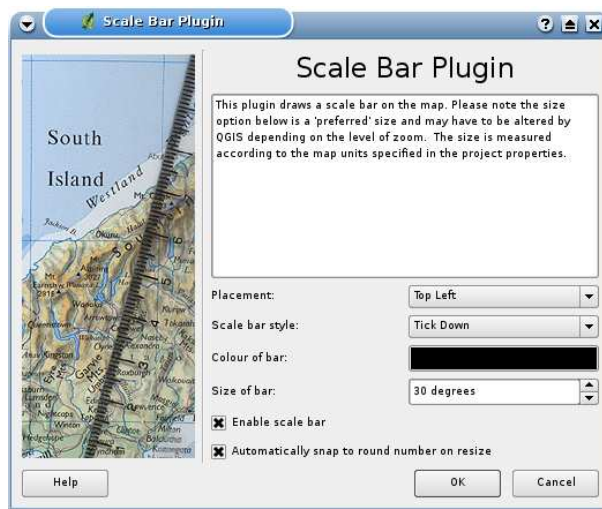 Scale Bar Plugin
Scale Bar Plugin
This plugin draws a scale bar on the map. Please note the size
option below is a 'preferred' size and may have to be altered by
QGIS depending on the level of zoom. The size is measured
according to the map units specified in the project properties.
South
Island
Westland
Placement:
Top Left
Scale bar style:
Tick Down
Colour of bar:
Size of bar:
30 degrees
Enable scale bar
Automatically snap to round number on resize
Help
OK
Cancel